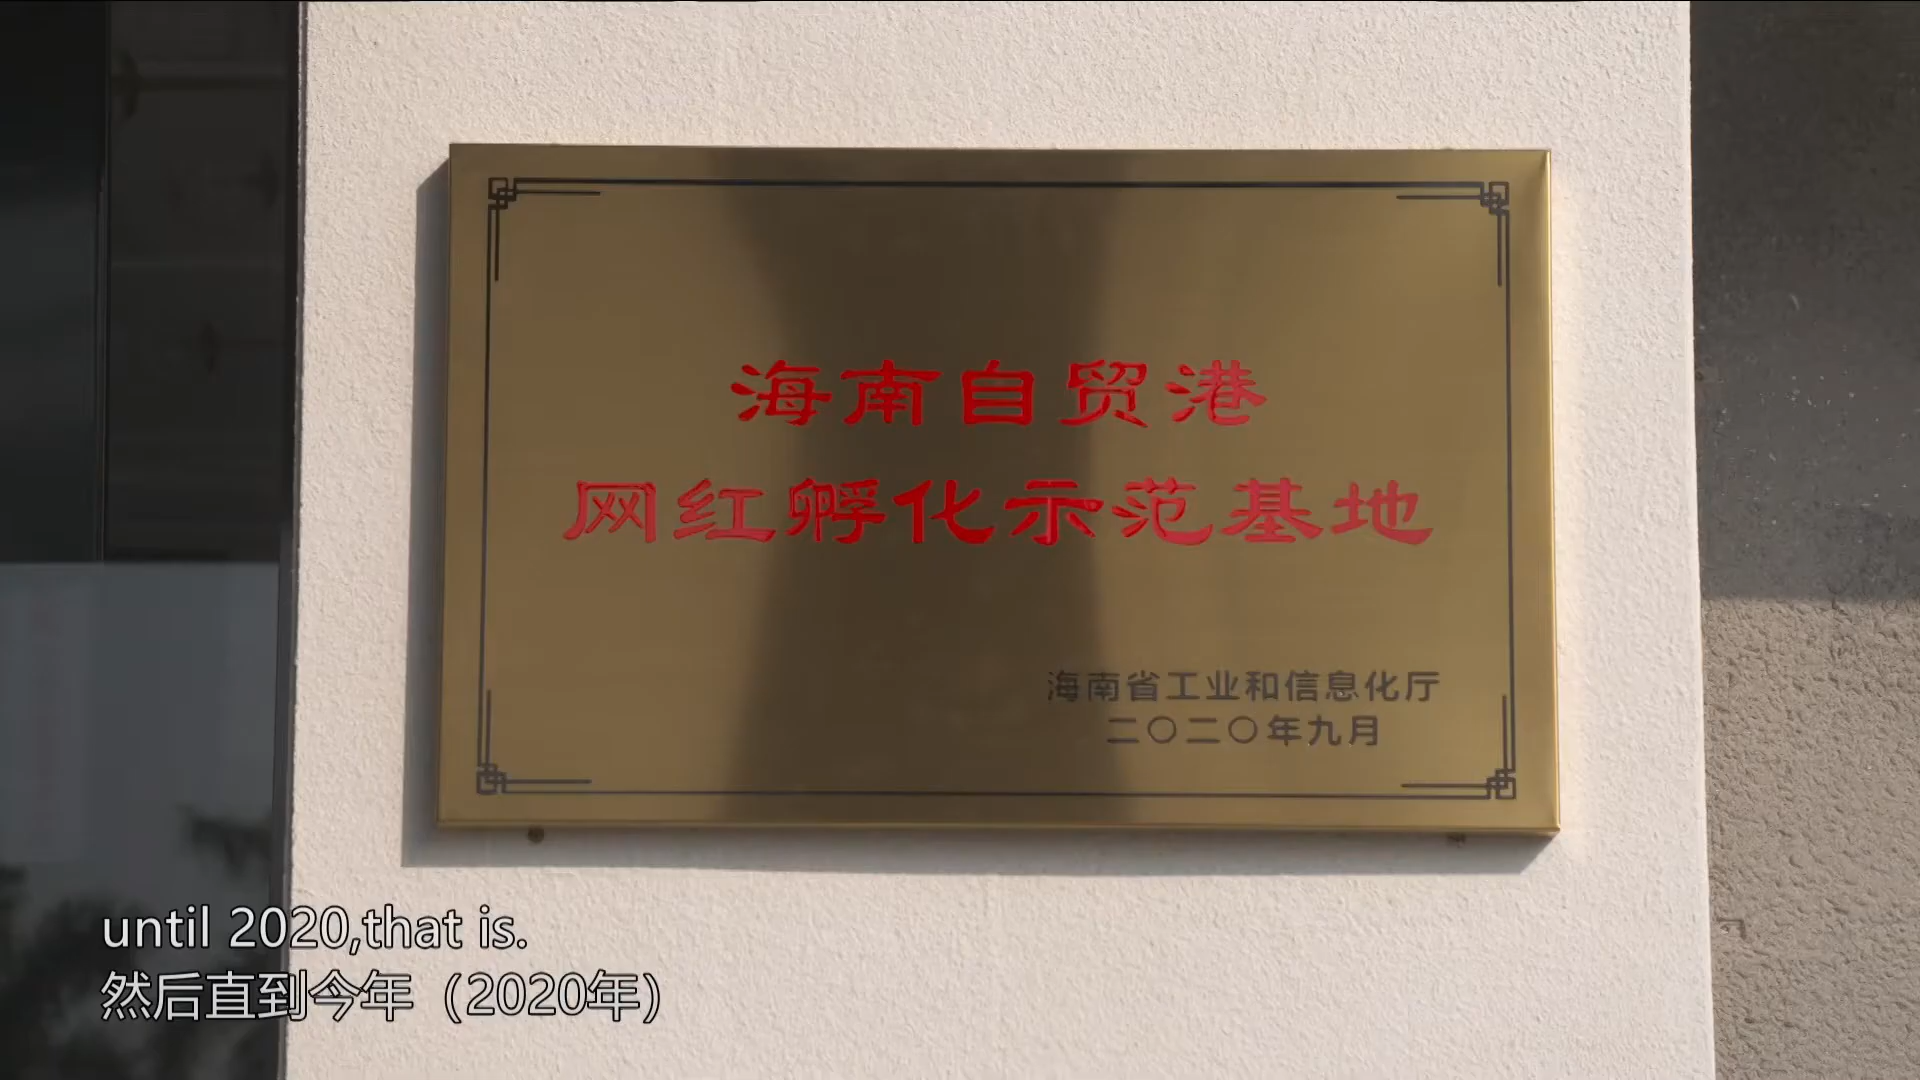 海南自贸港
网红孵化示范基地
海南省工业和信息化厅
二〇二〇年九月
until 2020,that is.
然后直到今年（2020年）